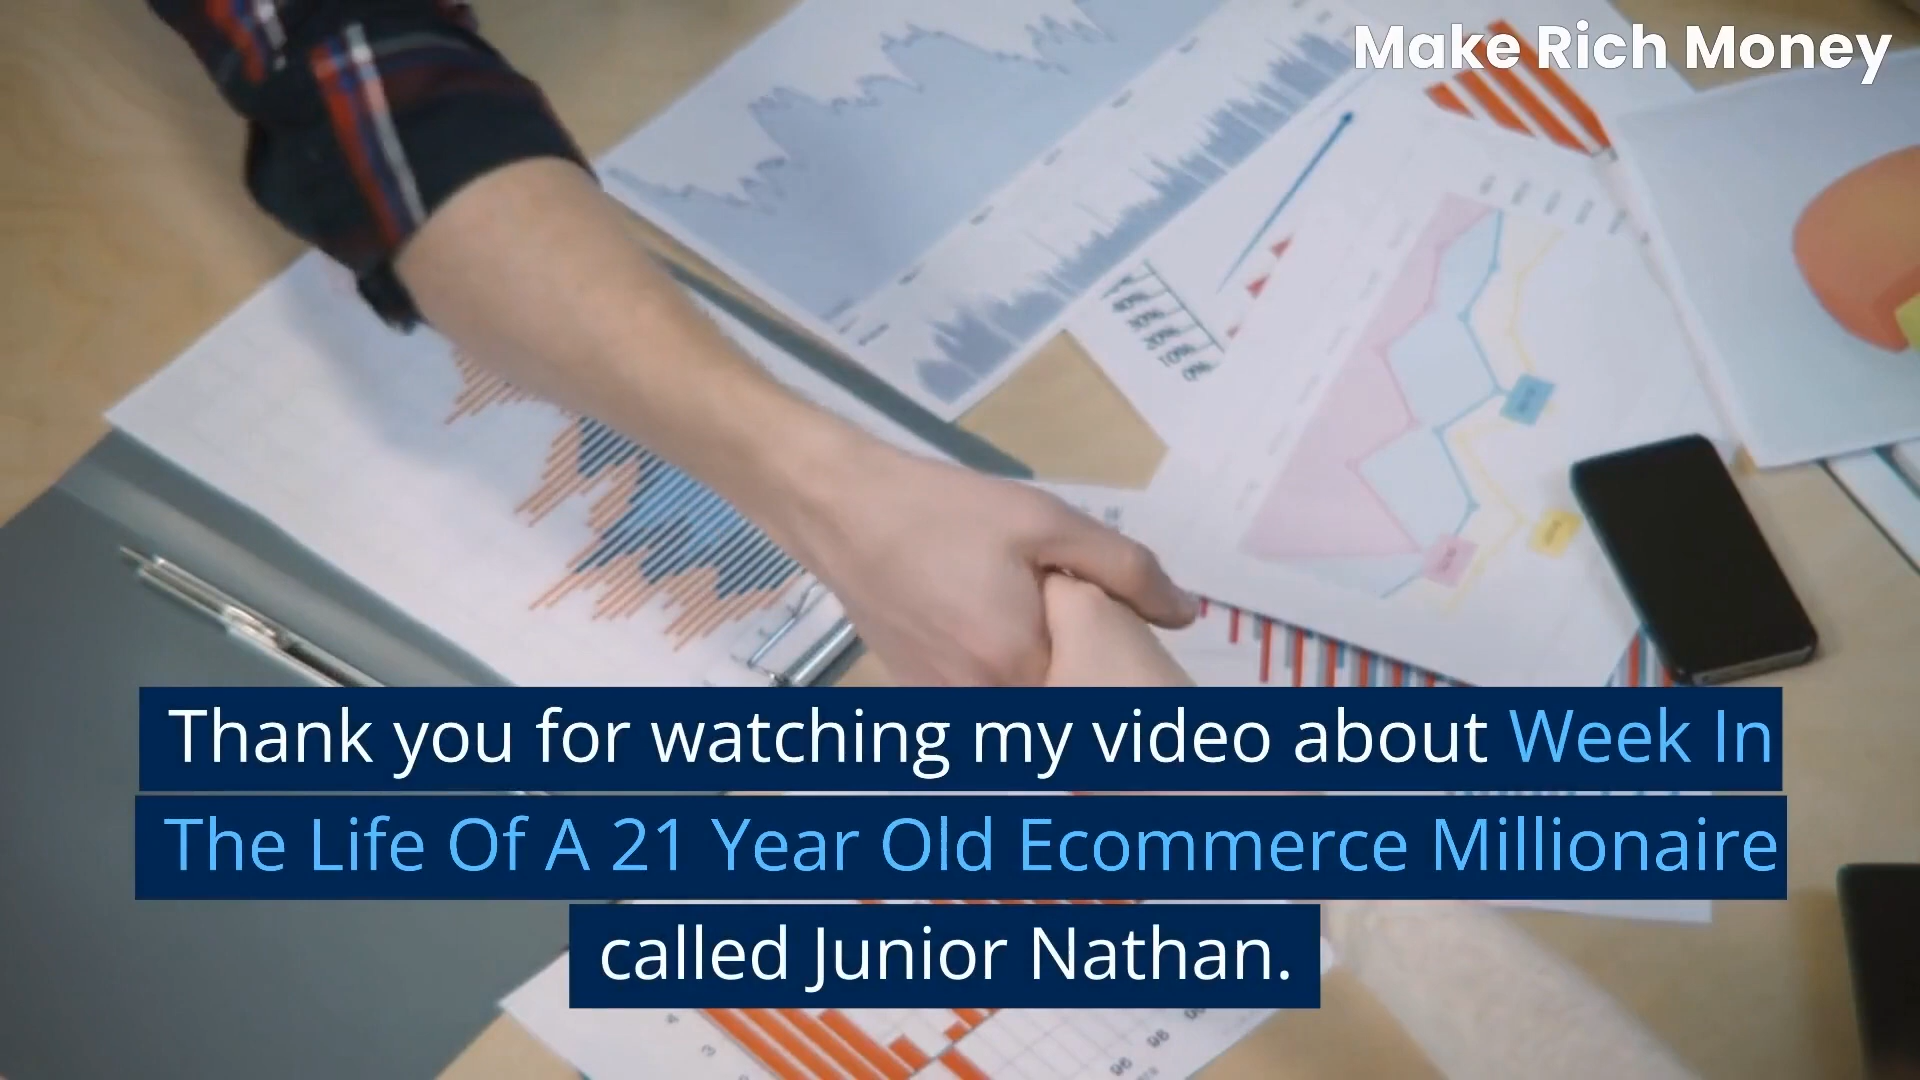 Make Rich Money
Thank you for watching my video about Week In
The Life Of A 21 Year Old Ecommerce Millionaire
called Junior Nathan.